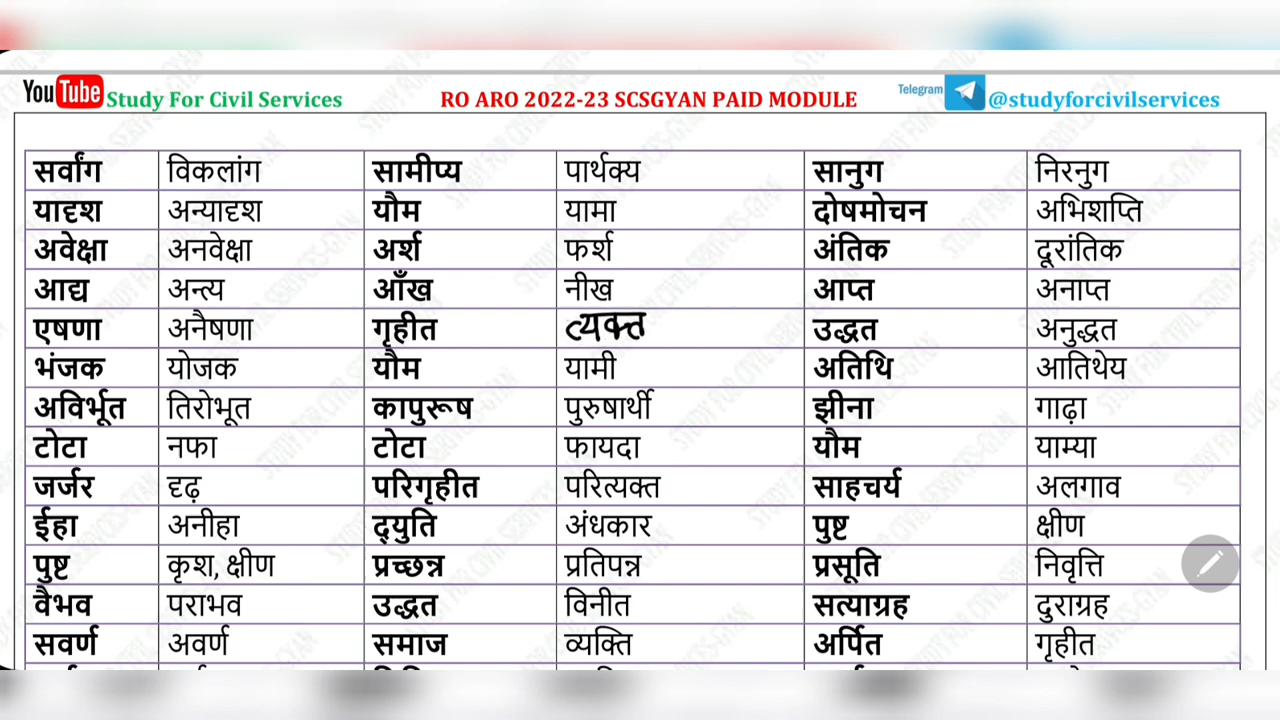 YouTube Study For Civil Services RO ARO 2022-23 SCSGYAN PAID MODULE Telegram @studyforcivilservices
सर्वांग विकलांग सामीप्य पार्थक्य सानुग निरनुग
यादृश अन्यादृश यौम यामा दोषमोचन अभिशप्ति
अवेक्षा अनवेक्षा अर्श फर्श अंतिक दूरांतिक
आद्य अन्त्य आँख नीख आप्त अनाप्त
एषणा अनैषणा गृहीत त्यक्त उद्धत अनुद्धत
भंजक योजक यौम यामी अतिथि आतिथेय
अविर्भूत तिरोभूत कापुरूष पुरुषार्थी झीना गाढ़ा
टोटा नफा टोटा फायदा यौम याम्या
जर्जर दृढ़ परिगृहीत परित्यक्त साहचर्य अलगाव
ईहा अनीहा द्युति अंधकार पुष्ट क्षीण
पुष्ट कृश, क्षीण प्रच्छन्न प्रतिपन्न प्रसूति निवृत्ति
वैभव पराभव उद्धत विनीत सत्याग्रह दुराग्रह
सवर्ण अवर्ण समाज व्यक्ति अर्पित गृहीत